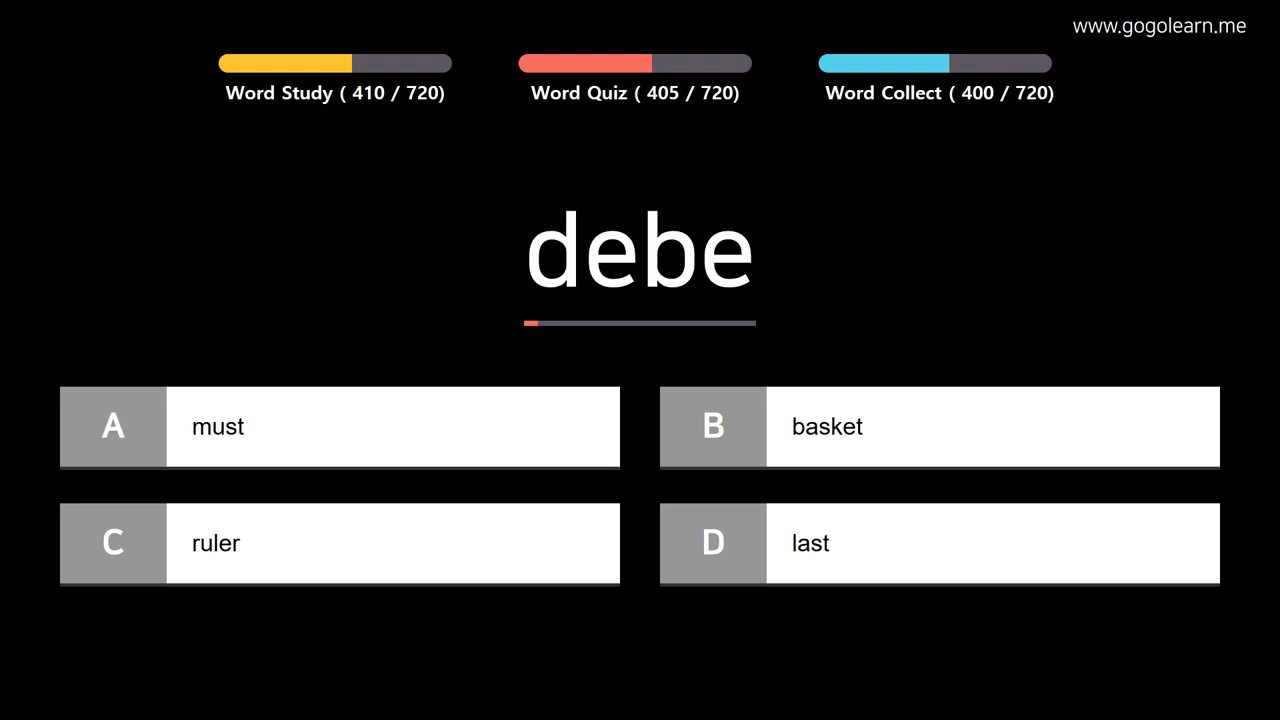 www.gogolearn.me
Word Study ( 410 / 720)
Word Quiz ( 405 / 720)
Word Collect ( 400 / 720)
debe
A must
B basket
C ruler
D last